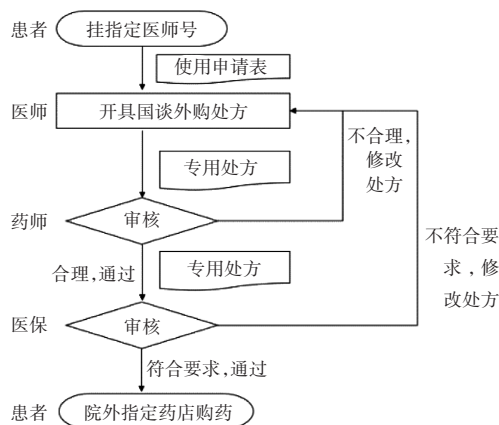 患者
挂指定医师号
使用申请表
医师
开具国谈外购处方
不合理，
修改
处方
专用处方
药师
审核
不符合要
求，修
改处方
合理，通过
专用处方
医保
审核
符合要求，通过
患者
院外指定药店购药